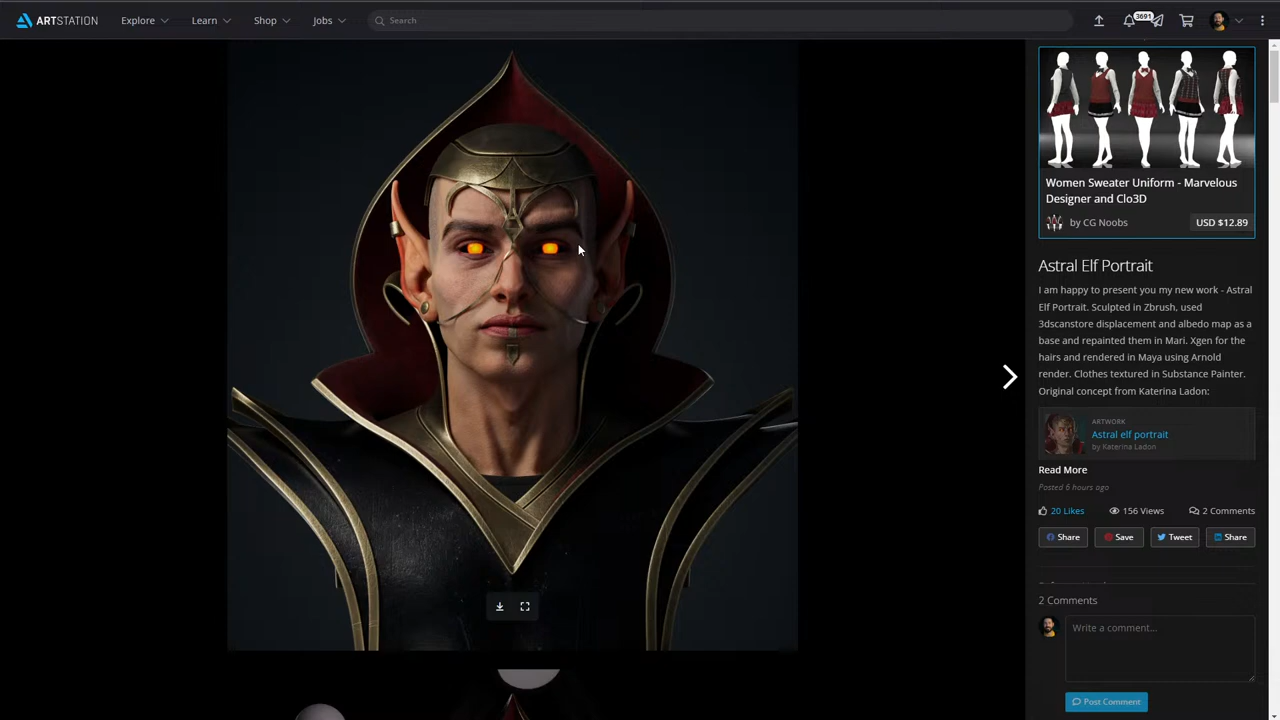 ARTSTATION
Explore
Learn
Shop
Jobs
Search
3691
Women Sweater Uniform - Marvelous
Designer and Clo3D
by CG Noobs
USD $12.89
Astral Elf Portrait
I am happy to present you my new work - Astral
Elf Portrait. Sculpted in Zbrush, used
3dscanstore displacement and albedo map as a
base and repainted them in Mari. Xgen for the
hairs and rendered in Maya using Arnold
render. Clothes textured in Substance Painter.
Original concept from Katerina Ladon:
ARTWORK
Astral elf portrait
by Katerina Ladon
Read More
Posted 6 hours ago
20 Likes
156 Views
2 Comments
Share
Save
Tweet
Share
2 Comments
Write a comment...
Post Comment